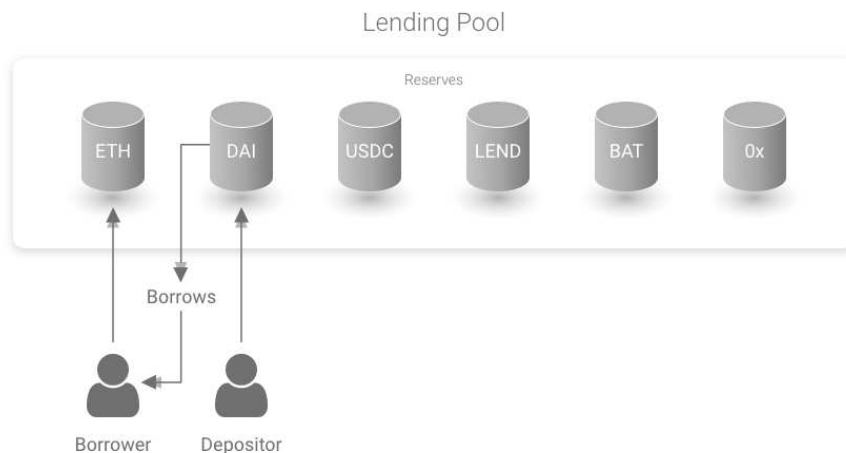 Lending Pool
Reserves
ETH DAI USDC LEND BAT 0x
Borrows
Borrower Depositor